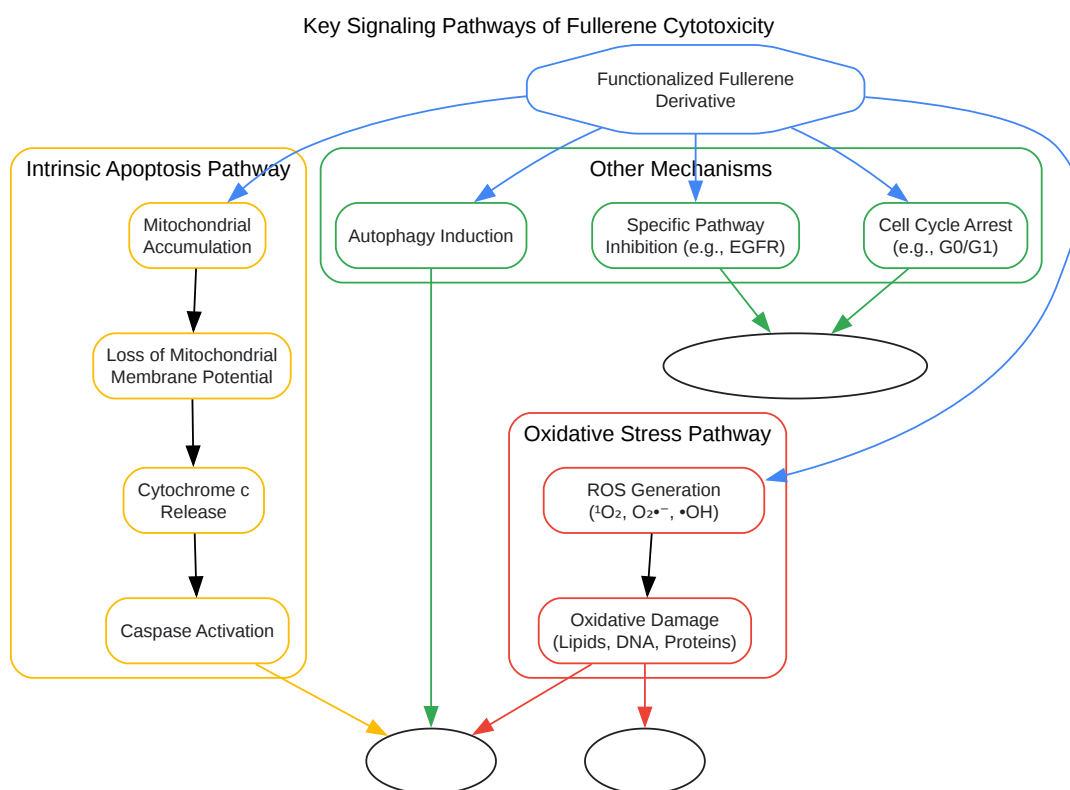 Key Signaling Pathways of Fullerene Cytotoxicity
Functionalized Fullerene
Derivative
Intrinsic Apoptosis Pathway
Mitochondrial
Accumulation
Loss of Mitochondrial
Membrane Potential
Cytochrome c
Release
Caspase Activation
Other Mechanisms
Autophagy Induction
Specific Pathway
Inhibition (e.g., EGFR)
Cell Cycle Arrest
(e.g., G0/G1)
Oxidative Stress Pathway
ROS Generation
(¹O₂, O₂•⁻, •OH)
Oxidative Damage
(Lipids, DNA, Proteins)